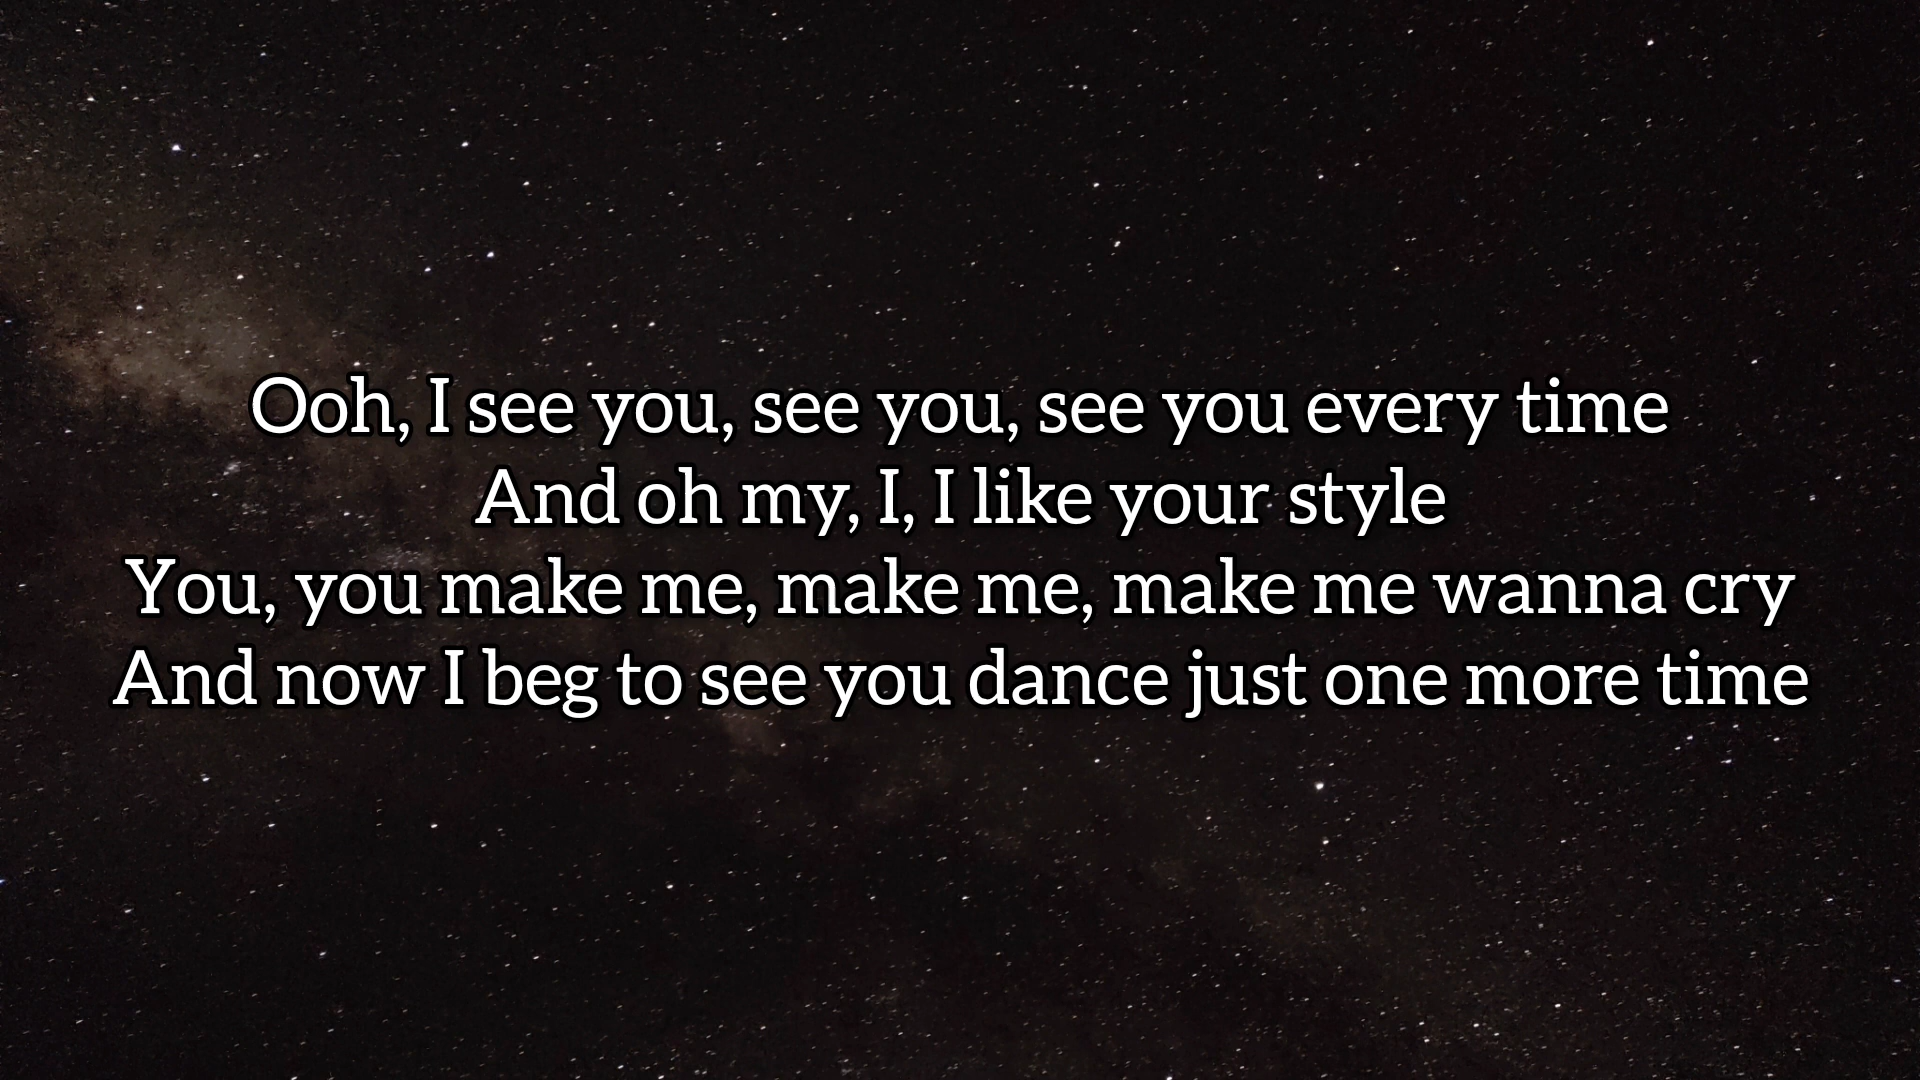 Ooh, I see you, see you, see you every time
And oh my, I, I like your style
You, you make me, make me, make me wanna cry
And now I beg to see you dance just one more time